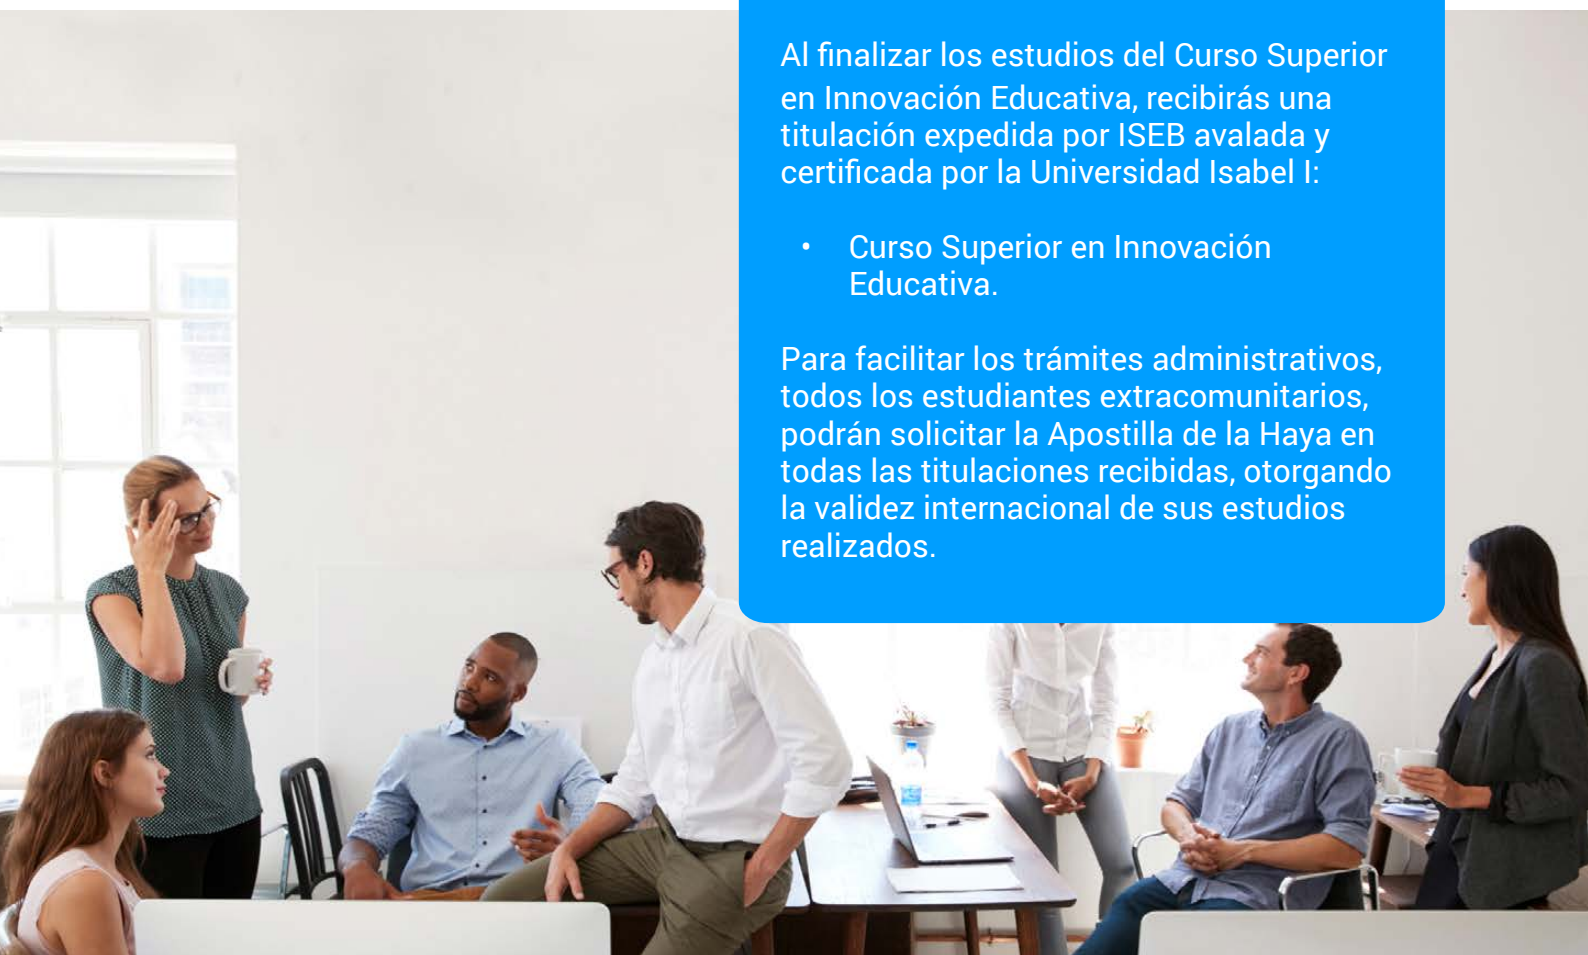 Al finalizar los estudios del Curso Superior
en Innovación Educativa, recibirás una
titulación expedida por ISEB avalada y
certificada por la Universidad Isabel I:
• Curso Superior en Innovación
Educativa.
Para facilitar los trámites administrativos,
todos los estudiantes extracomunitarios,
podrán solicitar la Apostilla de la Haya en
todas las titulaciones recibidas, otorgando
la validez internacional de sus estudios
realizados.